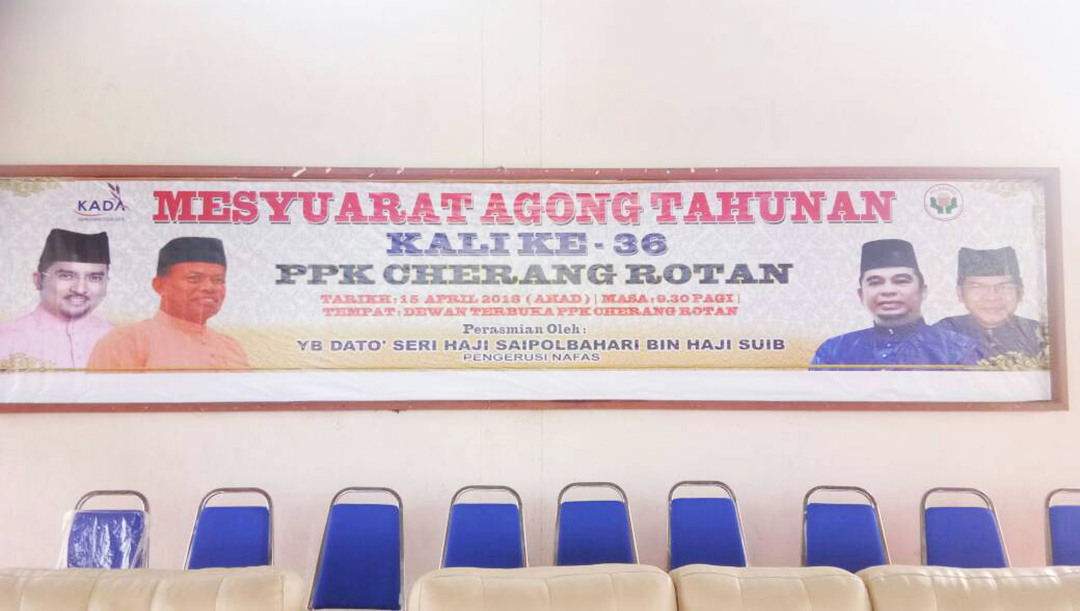 KADA
MESYUARAT AGONG TAHUNAN
KALI KE - 36
PPK CHERANG ROTAN
TARIKH : 15 APRIL 2018 ( AHAD ) | MASA : 9.30 PAGI |
TEMPAT : DEWAN TERBUKA PPK CHERANG ROTAN
Perasmian Oleh :
YB DATO' SERI HAJI SAIPOLBAHARI BIN HAJI SUIB
PENGERUSI NAFAS